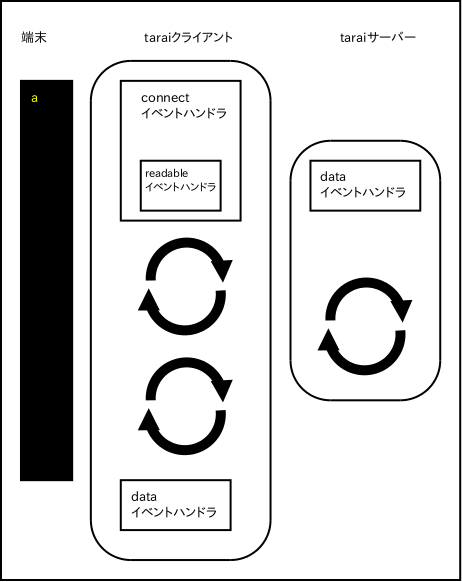 端末
taraiクライアント
taraiサーバー
a
connect
イベントハンドラ
readable
イベントハンドラ
data
イベントハンドラ
data
イベントハンドラ